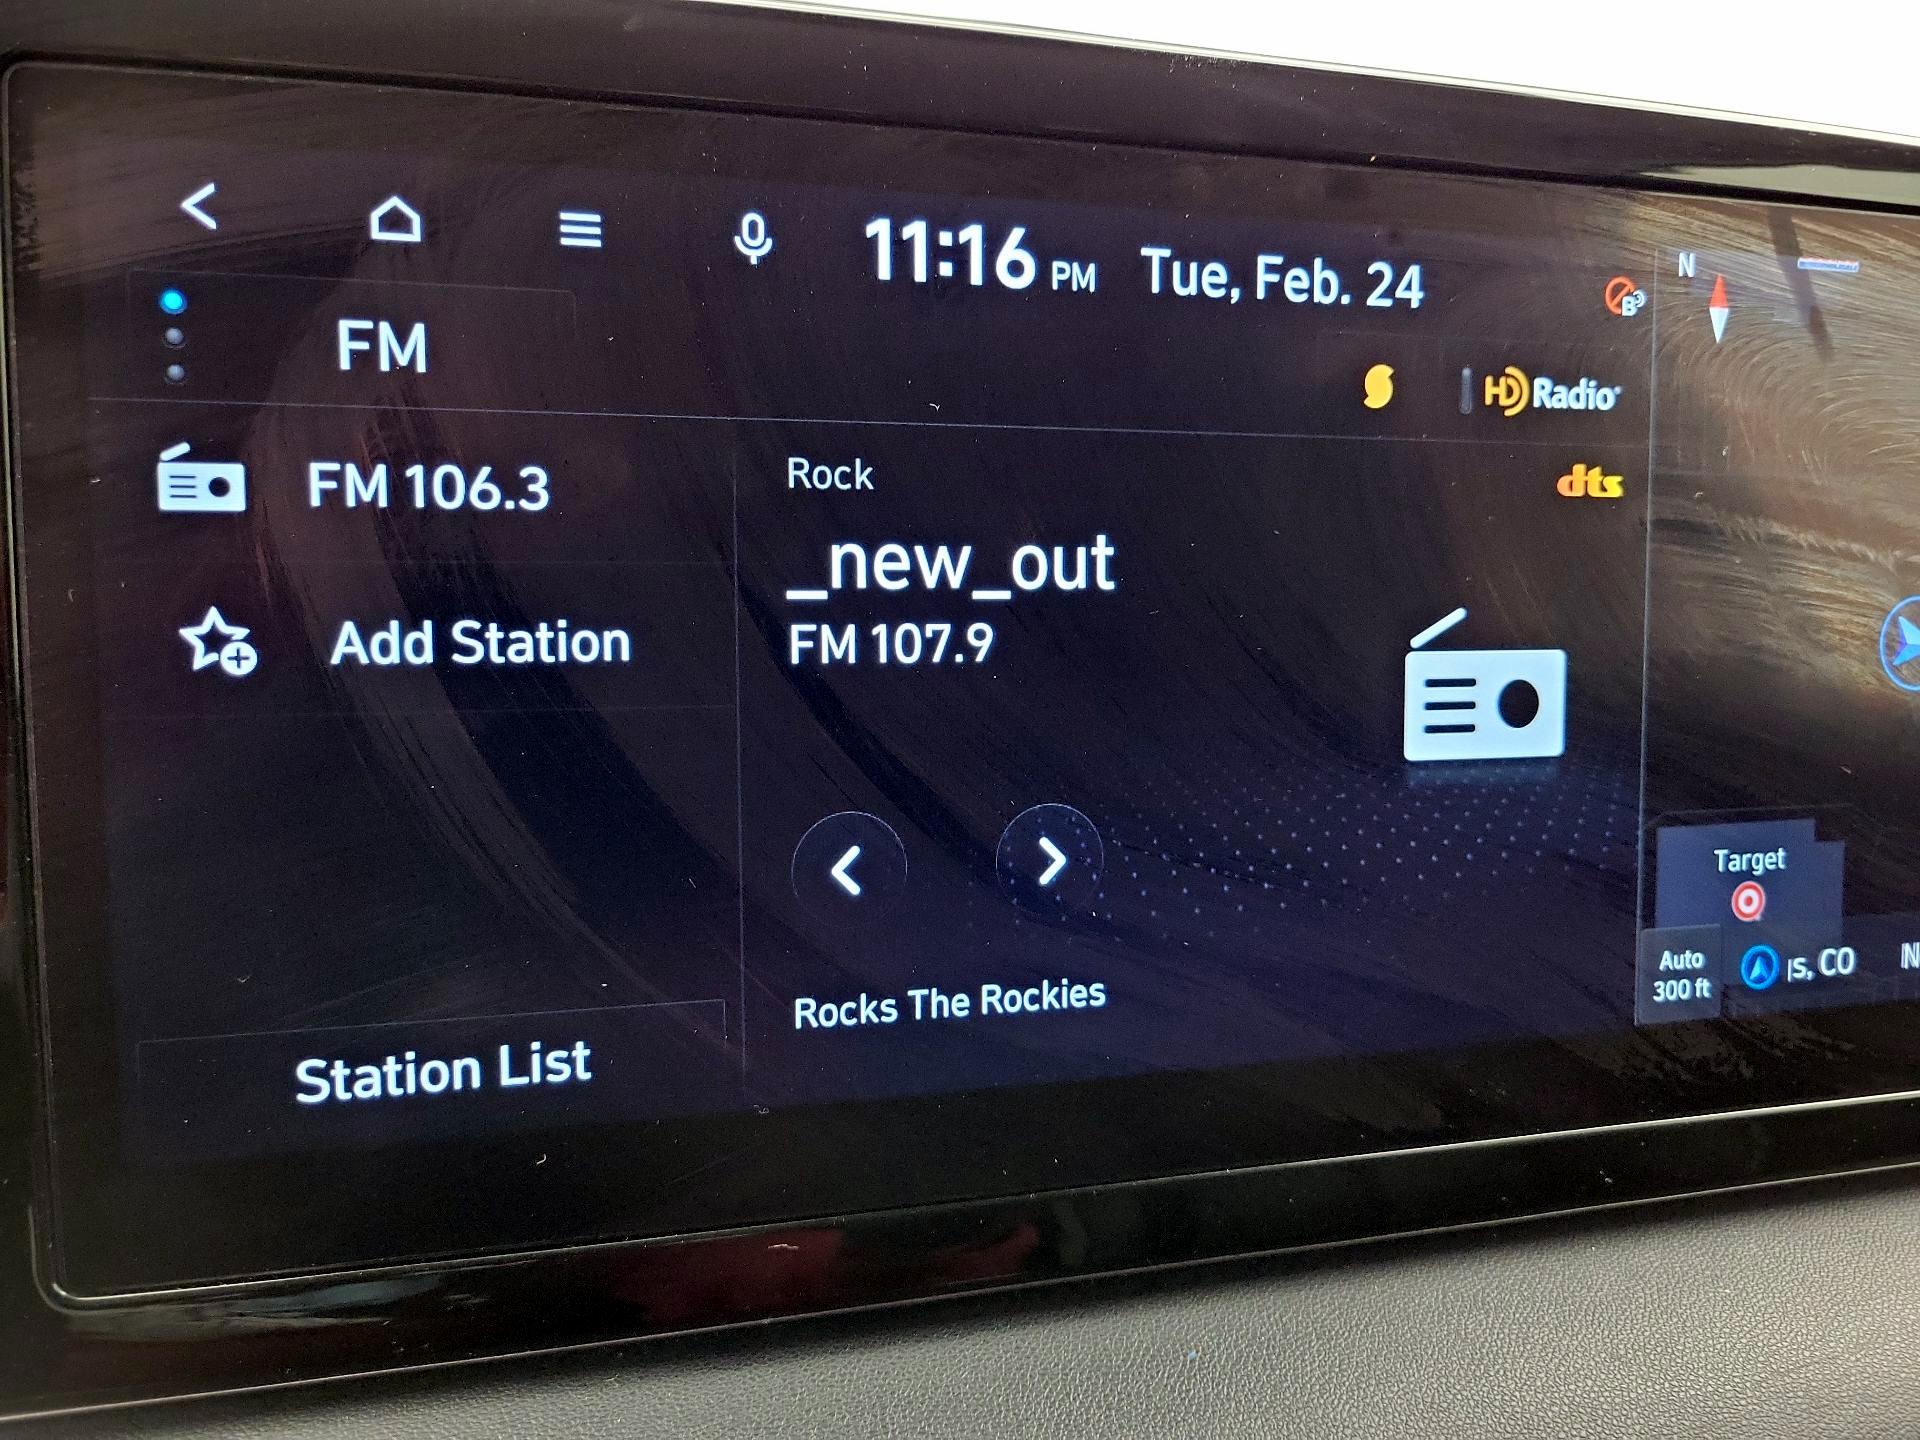 11:16 PM Tue, Feb. 24
N
FM
HD Radio
FM 106.3
Add Station
Station List
Rock
dts
_new_out
FM 107.9
Rocks The Rockies
Target
Auto
300 ft
s, CO
N